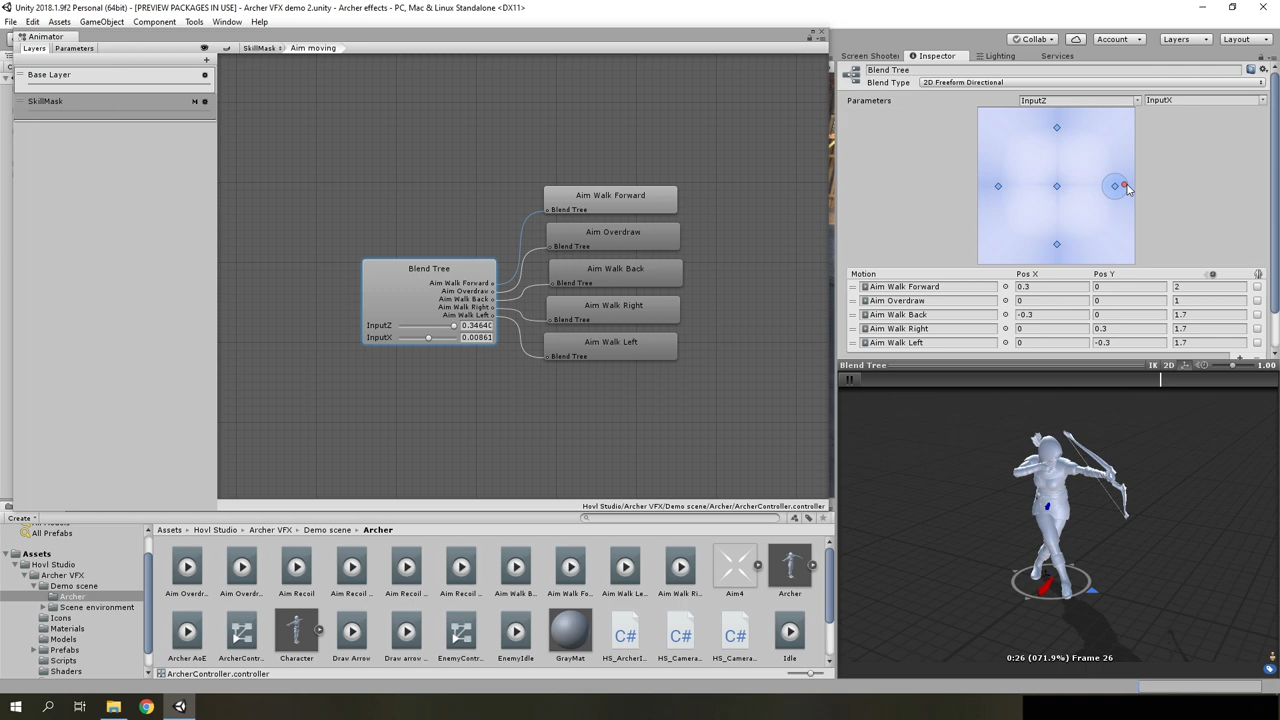 Unity 2018.1.9f2 Personal (64bit) - [PREVIEW PACKAGES IN USE] - Archer VFX demo 2.unity - Archer effects - PC, Mac & Linux Standalone <DX11>
File Edit Assets GameObject Component Tools Window Help
Collab Account Layers Layout
Animator
Layers Parameters SkillMask Aim moving
Base Layer
SkillMask M
Aim Walk Forward
Blend Tree
Aim Overdraw
Blend Tree
Aim Walk Back
Blend Tree
Aim Walk Right
Blend Tree
Aim Walk Left
Blend Tree
Blend Tree
Aim Walk Forward
Aim Overdraw
Aim Walk Back
Aim Walk Right
Aim Walk Left
InputZ 0.3464
InputX 0.00861
Hovl Studio/Archer VFX/Demo scene/Archer/ArcherController.controller
Screen Shooter Inspector Lighting Services
Blend Tree
Blend Type 2D Freeform Directional
Parameters InputZ InputX
Motion Pos X Pos Y
Aim Walk Forward 0.3 0 2
Aim Overdraw 0 0 1
Aim Walk Back -0.3 0 1.7
Aim Walk Right 0 0.3 1.7
Aim Walk Left 0 -0.3 1.7
Blend Tree IK 2D 1.00
0:26 (071.9%) Frame 26
Create
All Prefabs
Assets
Hovl Studio
Archer VFX
Demo scene
Archer
Scene environment
Icons
Materials
Models
Prefabs
Scripts
Shaders
Assets Hovl Studio Archer VFX Demo scene Archer
Aim Overdr... Aim Overdr... Aim Recoil Aim Recoil ... Aim Recoil ... Aim Recoil ... Aim Walk B... Aim Walk Fo... Aim Walk Le... Aim Walk Ri... Aim4 Archer
C# C# C#
Archer AoE ArcherContr... Character Draw Arrow Draw arrow ... EnemyContr... EnemyIdle GrayMat HS_ArcherI... HS_Camera... HS_Camera... Idle
ArcherController.controller